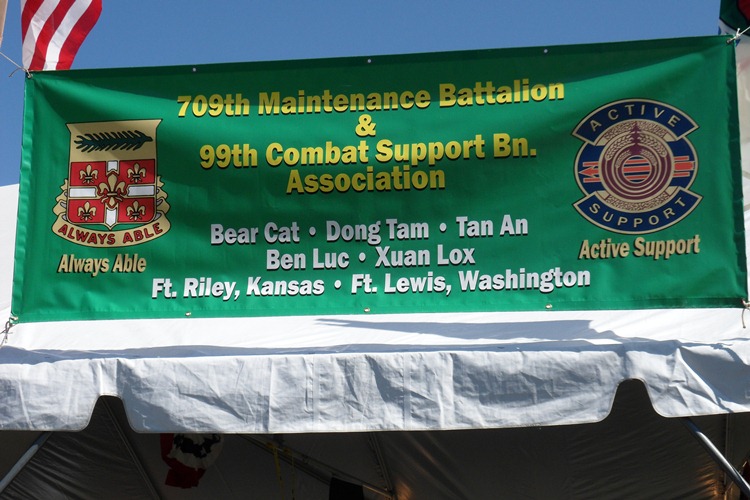 709th Maintenance Battalion
&
99th Combat Support Bn.
Association
Bear Cat • Dong Tam • Tan An
Ben Luc • Xuan Lox
Ft. Riley, Kansas • Ft. Lewis, Washington
ALWAYS ABLE
Always Able
ACTIVE
SUPPORT
Active Support